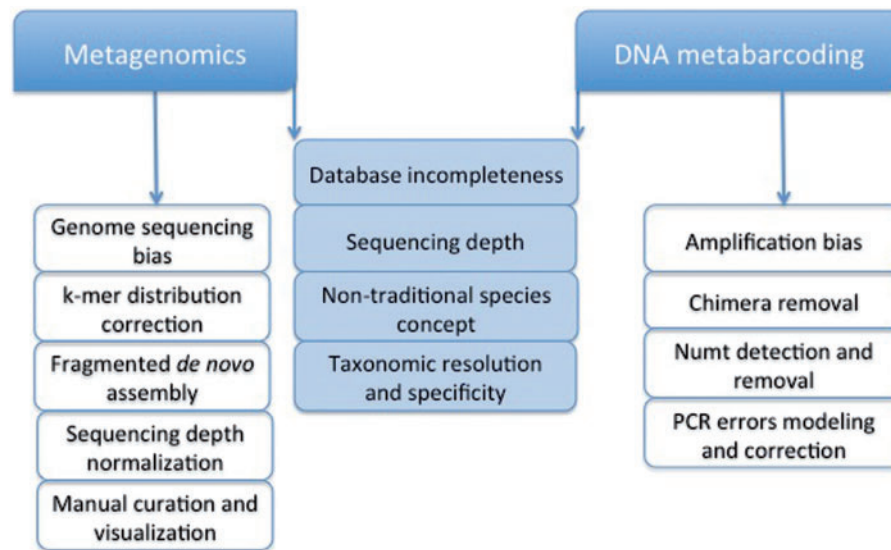 Metagenomics
DNA metabarcoding
Database incompleteness
Sequencing depth
Non-traditional species
concept
Taxonomic resolution
and specificity
Genome sequencing
bias
k-mer distribution
correction
Fragmented de novo
assembly
Sequencing depth
normalization
Manual curation and
visualization
Amplification bias
Chimera removal
Numt detection and
removal
PCR errors modeling
and correction